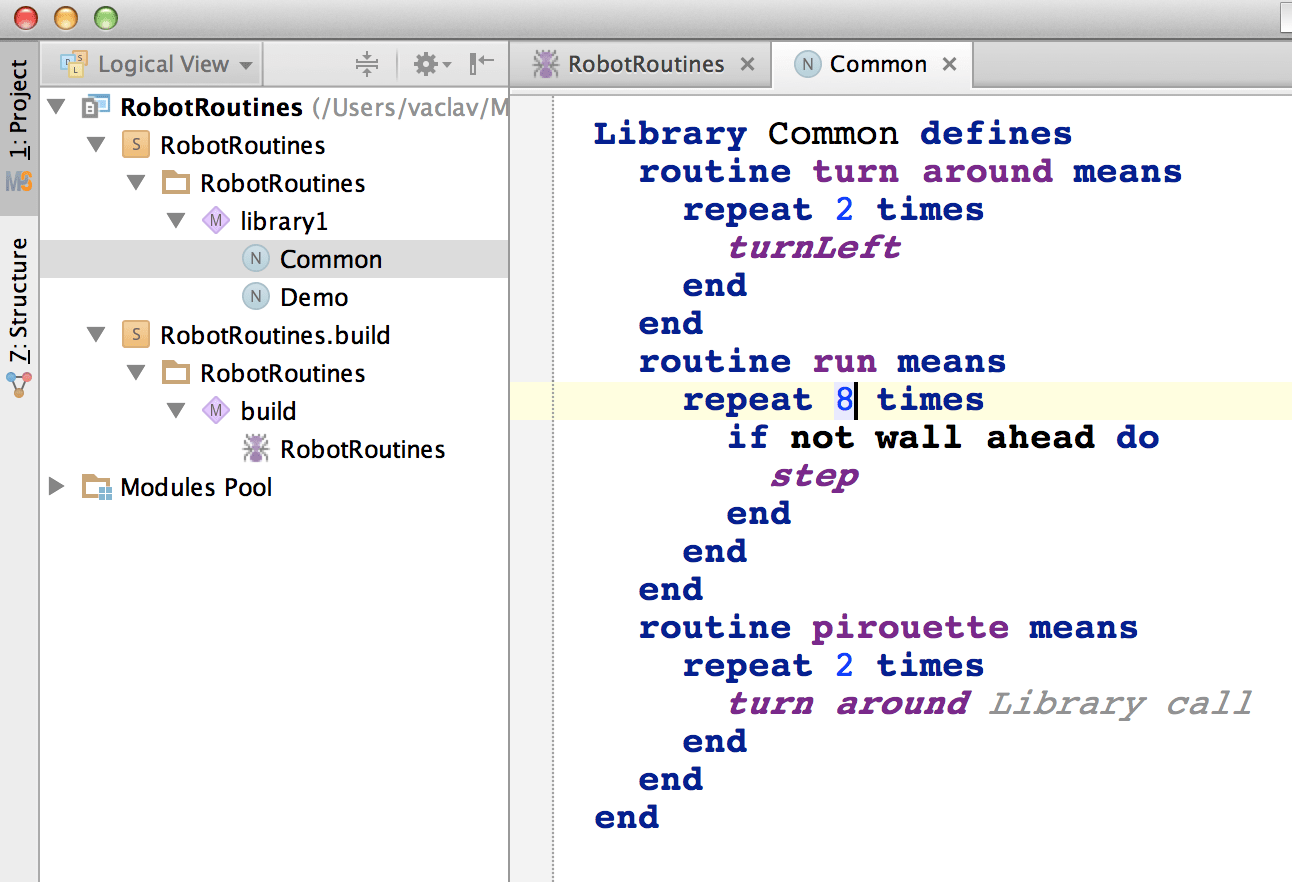 Logical View
RobotRoutines
Common
1: Project
Z: Structure
RobotRoutines (/Users/vaclav/M
S RobotRoutines
RobotRoutines
M library1
N Common
N Demo
S RobotRoutines.build
RobotRoutines
M build
RobotRoutines
Modules Pool
Library Common defines
routine turn around means
repeat 2 times
turnLeft
end
end
routine run means
repeat 8 times
if not wall ahead do
step
end
end
end
routine pirouette means
repeat 2 times
turn around Library call
end
end
end